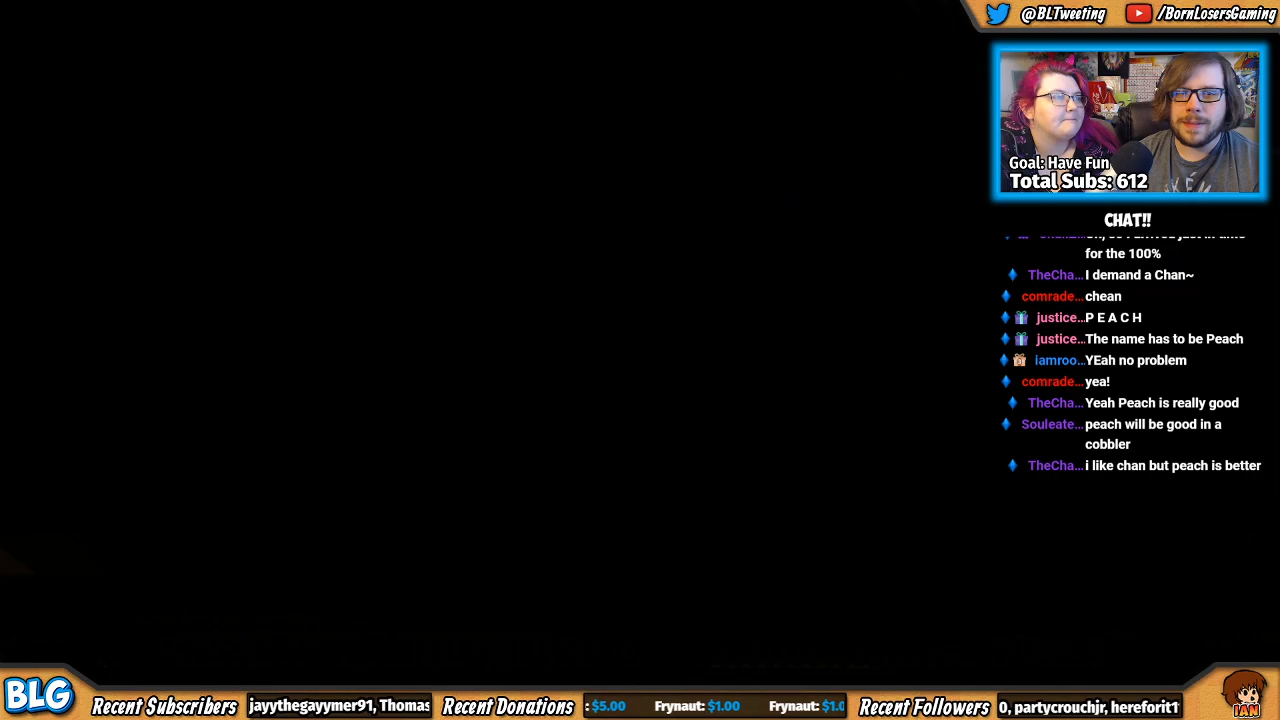 @BLTweeting /BornLosersGaming
Goal: Have Fun
Total Subs: 612
CHAT!!
for the 100%
TheCha... I demand a Chan~
comrade... chean
justice... P E A C H
justice... The name has to be Peach
iamroo... YEah no problem
comrade... yea!
TheCha... Yeah Peach is really good
Souleate... peach will be good in a
cobbler
TheCha... i like chan but peach is better
BLG Recent Subscribers jayythegayymer91, Thomas Recent Donations : $5.00 Frynaut: $1.00 Frynaut: $1.0 Recent Followers 0, partycrouchjr, hereforit1 IAN